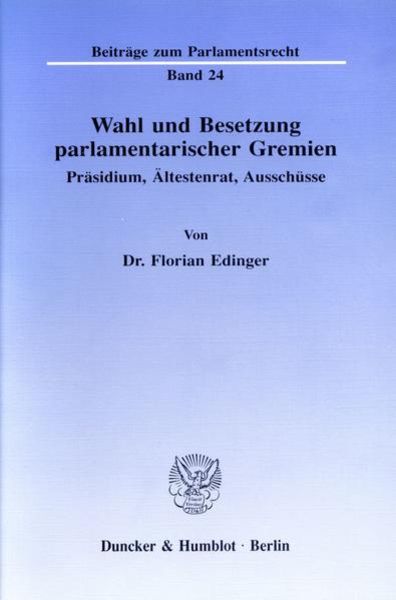 Beiträge zum Parlamentsrecht
Band 24
Wahl und Besetzung
parlamentarischer Gremien
Präsidium, Ältestenrat, Ausschüsse
Von
Dr. Florian Edinger
Duncker & Humblot · Berlin